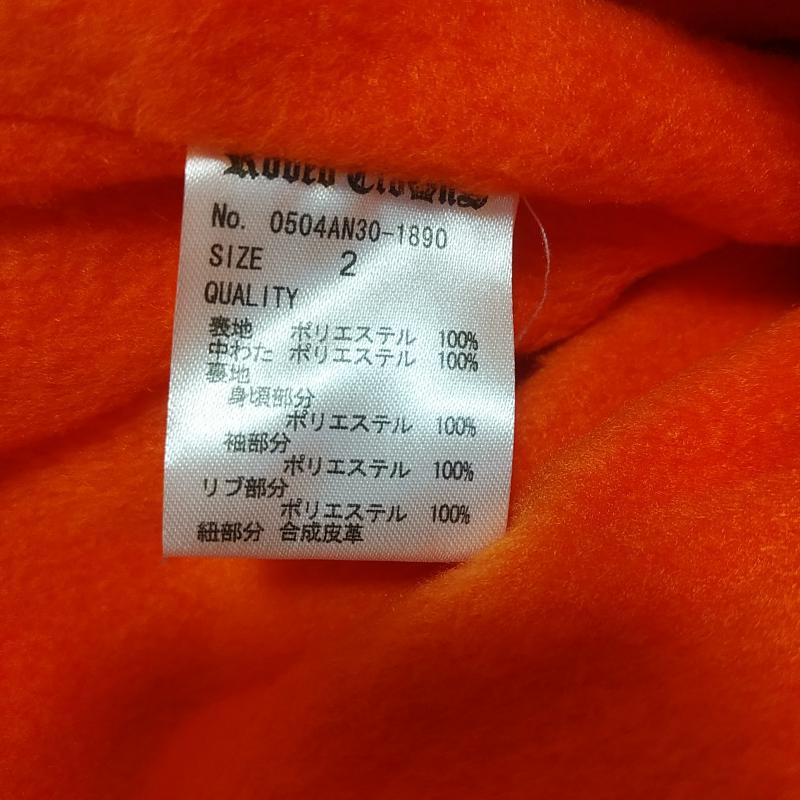 Rodeo Crowns
No. 0504AN30-1890
SIZE 2
QUALITY
表地 ポリエステル 100%
中わた ポリエステル 100%
裏地
身頃部分
ポリエステル 100%
袖部分
ポリエステル 100%
リブ部分
ポリエステル 100%
紐部分 合成皮革